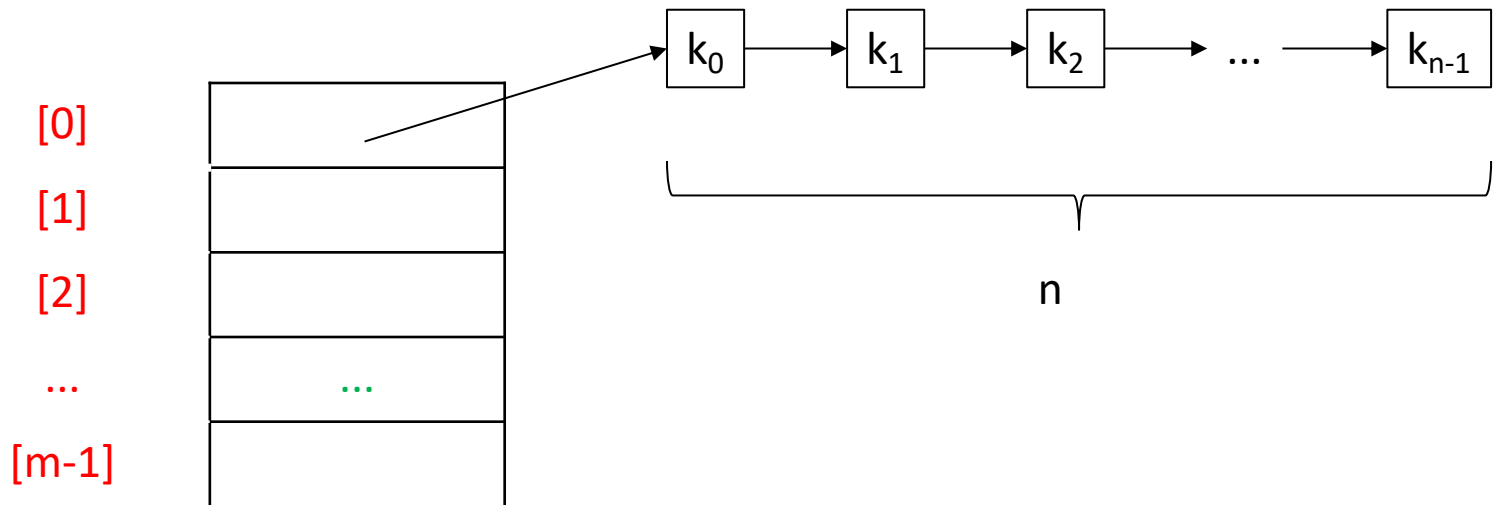 k₀ k₁ k₂ ... kₙ₋₁
[0]
[1]
[2]
n
... ...
[m-1]